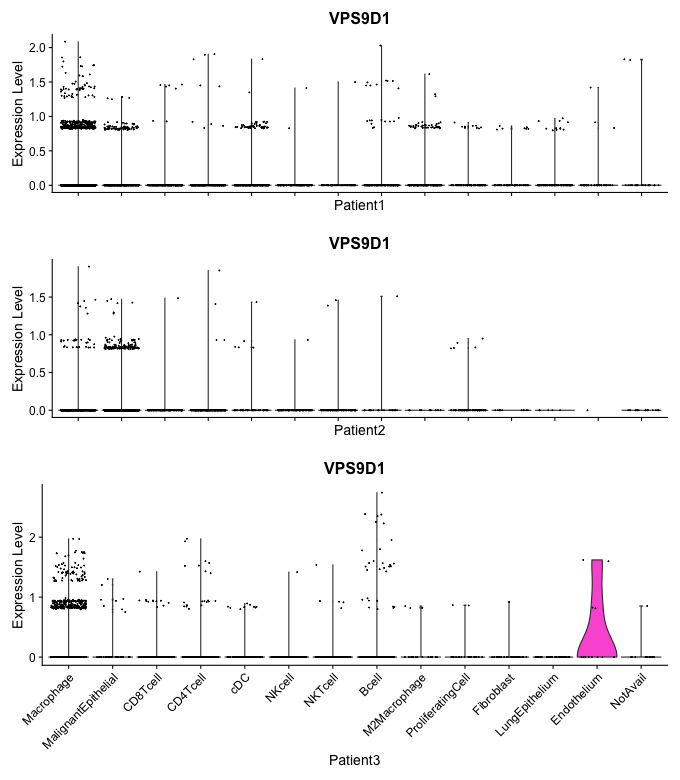 VPS9D1
Expression Level
2.0
1.5
1.0
0.5
0.0
Patient1
VPS9D1
Expression Level
1.5
1.0
0.5
0.0
Patient2
VPS9D1
Expression Level
2
1
0
Macrophage
MalignantEpithelial
CD8Tcell
CD4Tcell
cDC
NKcell
NKTcell
Bcell
M2Macrophage
ProliferatingCell
Fibroblast
LungEpithelium
Endothelium
NotAvail
Patient3